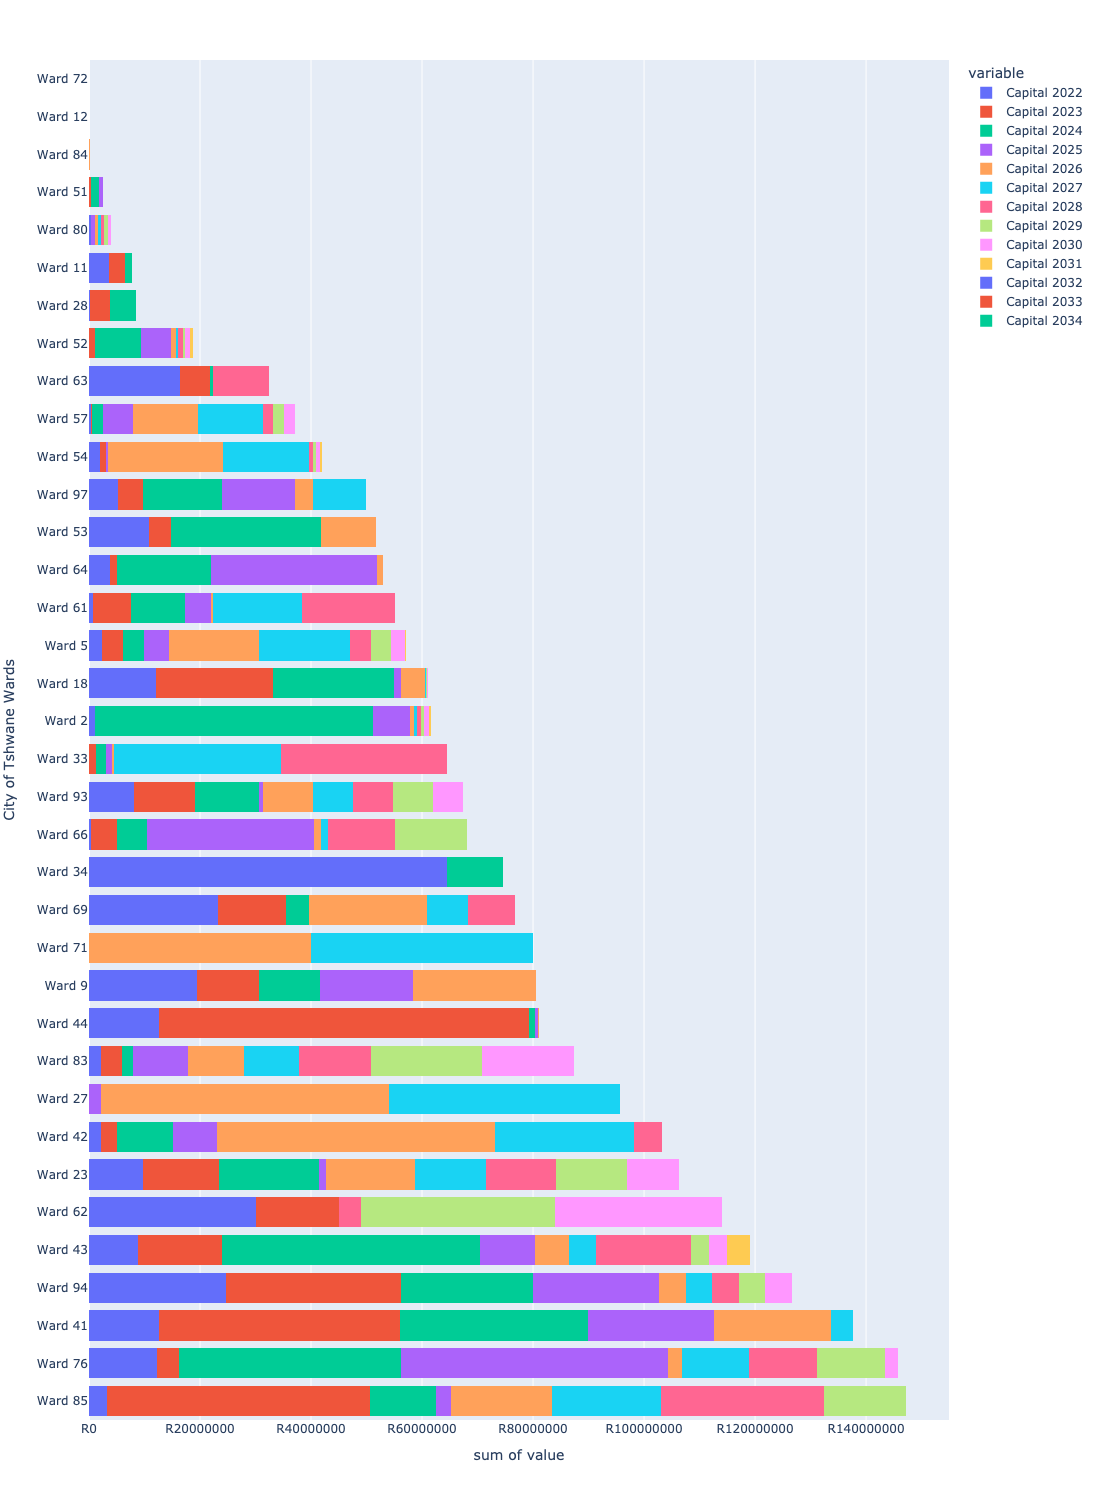 variable
Capital 2022
Capital 2023
Capital 2024
Capital 2025
Capital 2026
Capital 2027
Capital 2028
Capital 2029
Capital 2030
Capital 2031
Capital 2032
Capital 2033
Capital 2034
City of Tshwane Wards
Ward 72
Ward 12
Ward 84
Ward 51
Ward 80
Ward 11
Ward 28
Ward 52
Ward 63
Ward 57
Ward 54
Ward 97
Ward 53
Ward 64
Ward 61
Ward 5
Ward 18
Ward 2
Ward 33
Ward 93
Ward 66
Ward 34
Ward 69
Ward 71
Ward 9
Ward 44
Ward 83
Ward 27
Ward 42
Ward 23
Ward 62
Ward 43
Ward 94
Ward 41
Ward 76
Ward 85
R0 R20000000 R40000000 R60000000 R80000000 R100000000 R120000000 R140000000
sum of value